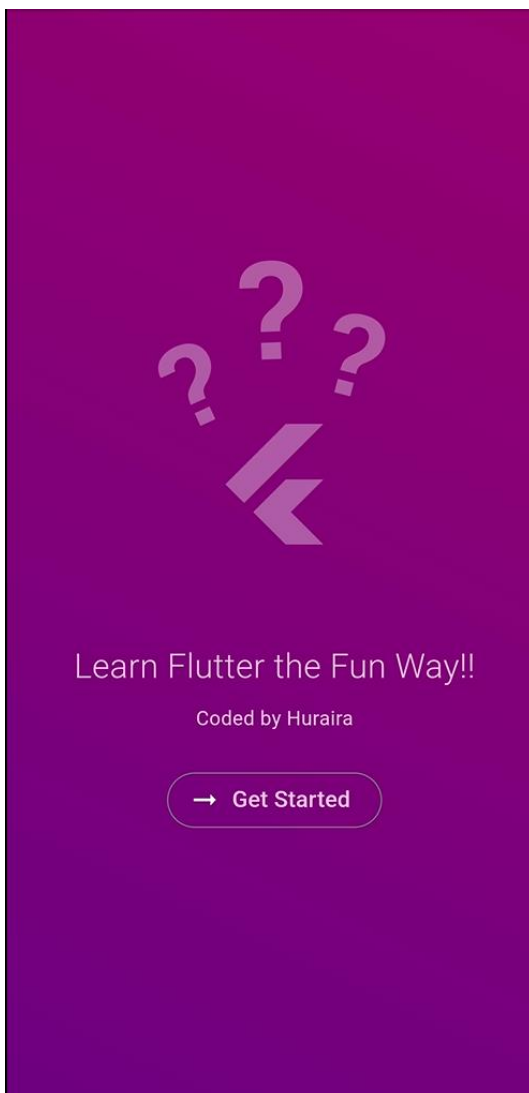 ? ? ?
Learn Flutter the Fun Way!!
Coded by Huraira
→ Get Started